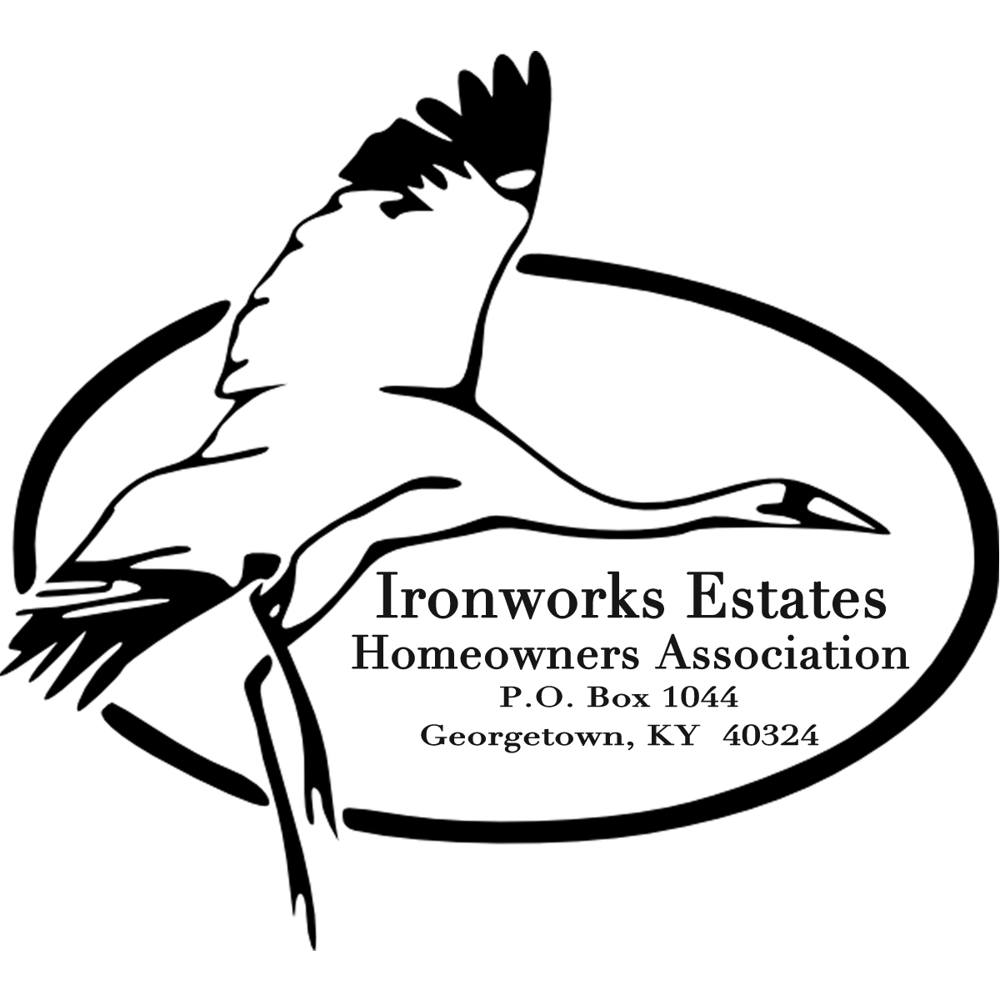 Ironworks Estates
Homeowners Association
P.O. Box 1044
Georgetown, KY  40324